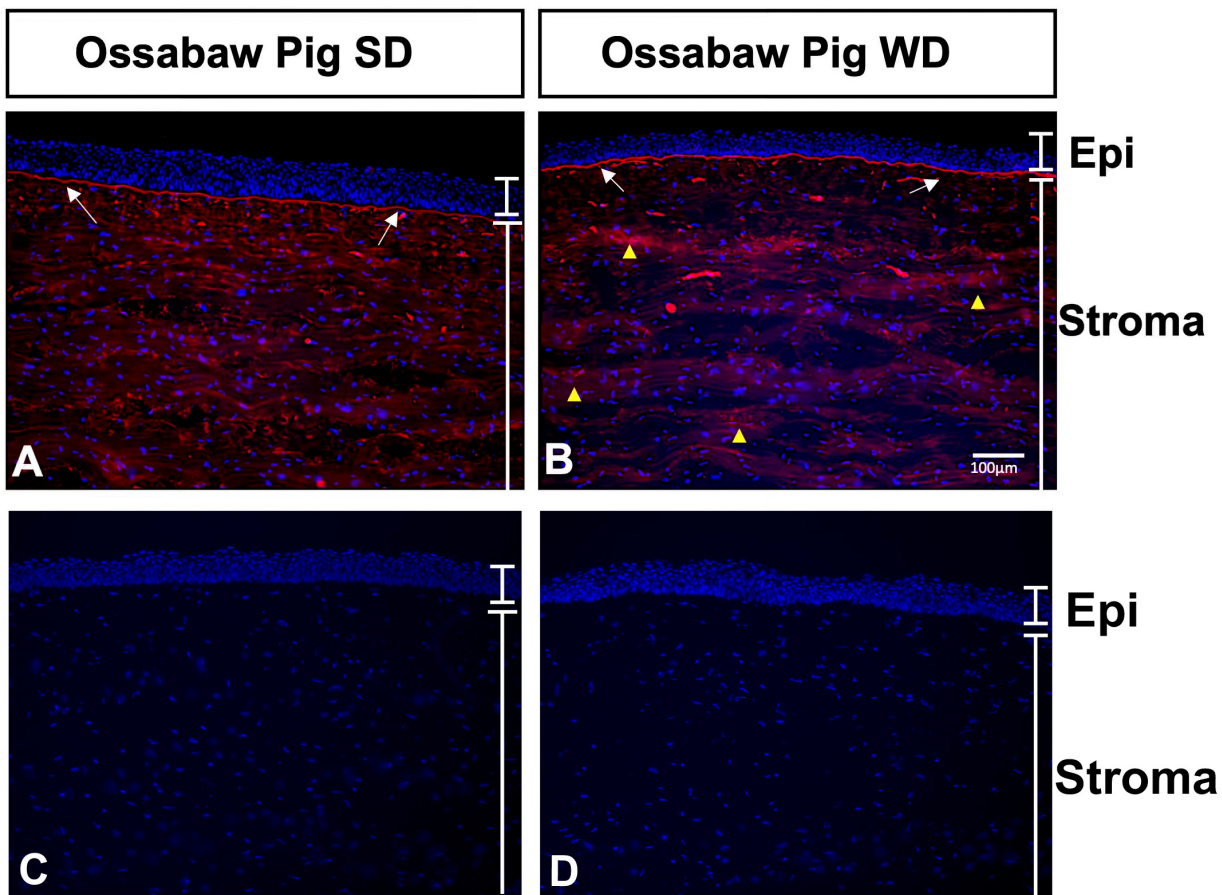 Ossabaw Pig SD
Ossabaw Pig WD
Epi
Stroma
A
B
100µm
Epi
Stroma
C
D